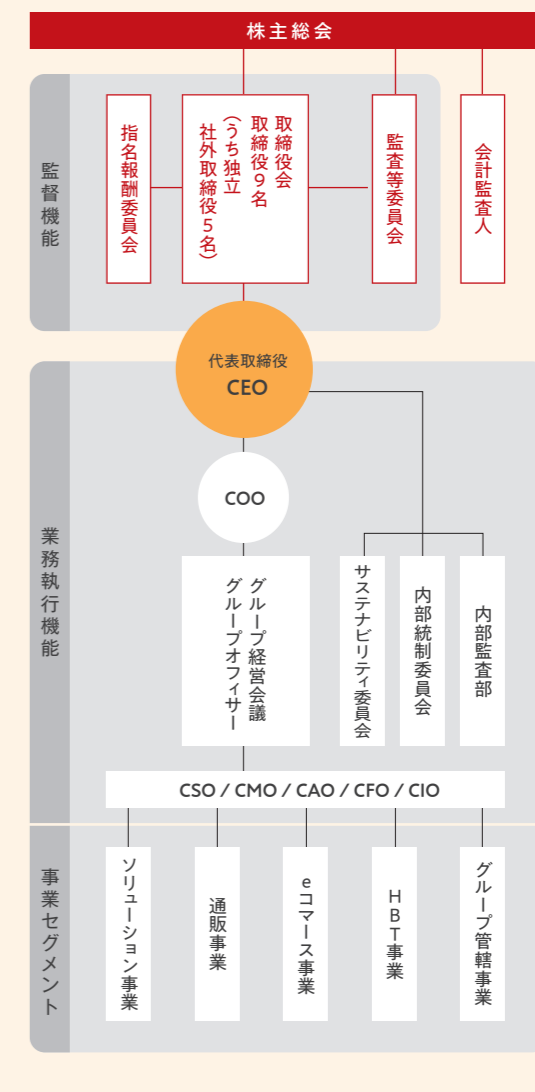 株主総会
監督機能
指名報酬委員会
取締役会
取締役9名
(うち独立
社外取締役5名)
監査等委員会
会計監査人
代表取締役
CEO
業務執行機能
COO
グループ経営会議
グループオフィサー
サステナビリティ委員会
内部統制委員会
内部監査部
CSO / CMO / CAO / CFO / CIO
事業セグメント
ソリューション事業
通販事業
eコマース事業
HBT事業
グループ管轄事業